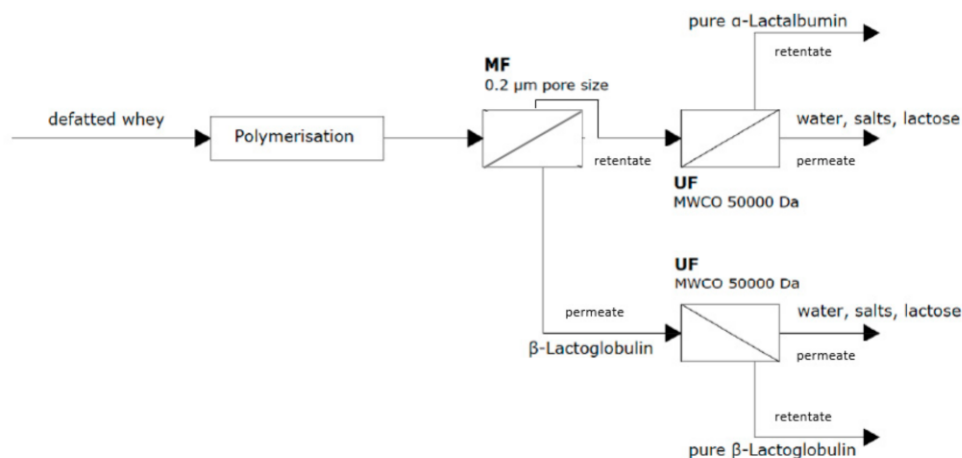 pure α-Lactalbumin
retentate
MF
0.2 µm pore size
defatted whey
Polymerisation
retentate
water, salts, lactose
permeate
UF
MWCO 50000 Da
UF
MWCO 50000 Da
permeate
β-Lactoglobulin
water, salts, lactose
permeate
retentate
pure β-Lactoglobulin